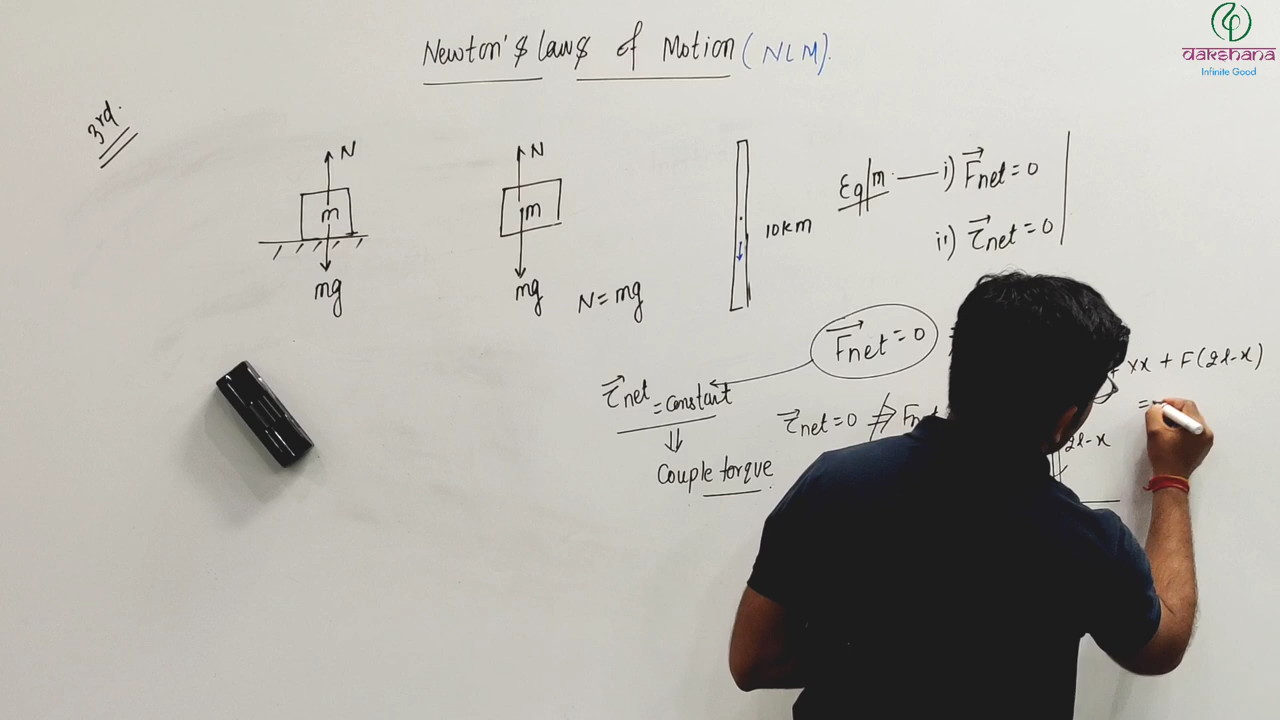 Newton's laws of Motion (NLM).
dakshana
Infinite Good
3rd.
N
m
mg
N
m
mg
N = mg
10km
Eq/m. — i) F⃗net = 0
ii) τ⃗net = 0
F⃗net = 0
τ⃗net = constant
⇓
Couple torque.
τ⃗net = 0 ⇏ Fnet
xx + F(2l-x)
=
2l-x